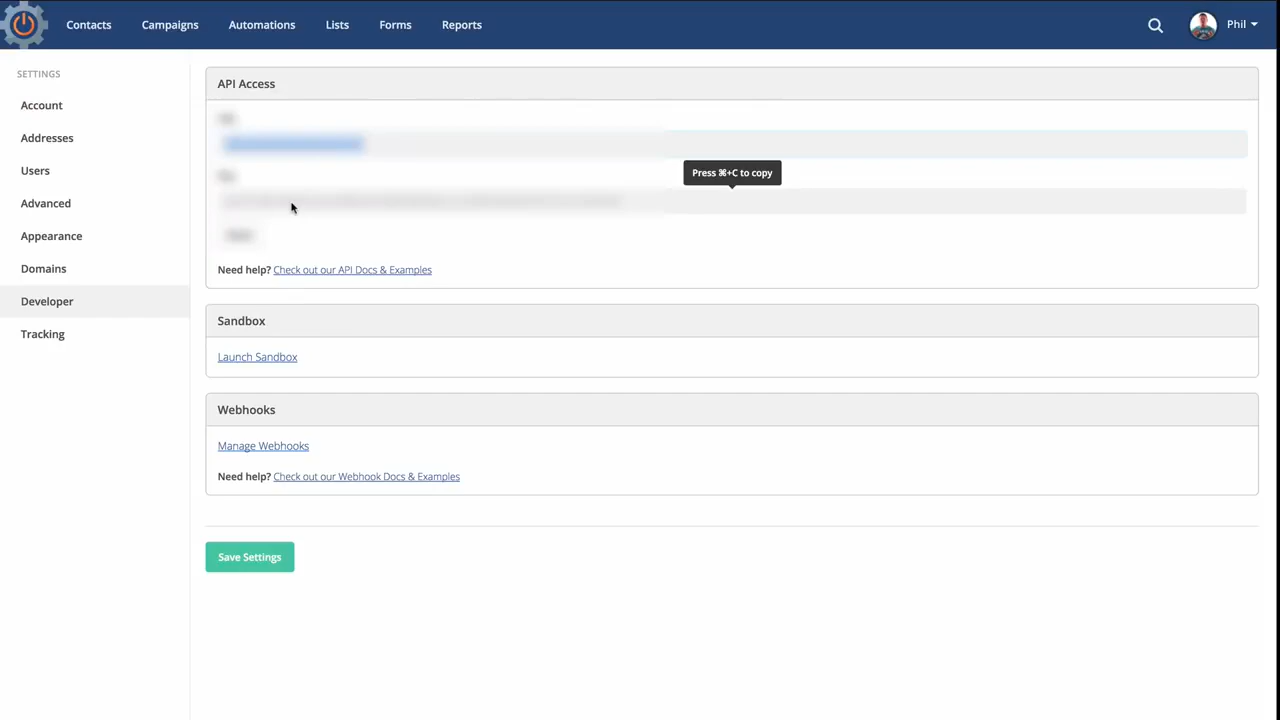 Contacts
Campaigns
Automations
Lists
Forms
Reports
Phil
SETTINGS
Account
Addresses
Users
Advanced
Appearance
Domains
Developer
Tracking
API Access
Press ⌘+C to copy
Need help? Check out our API Docs & Examples
Sandbox
Launch Sandbox
Webhooks
Manage Webhooks
Need help? Check out our Webhook Docs & Examples
Save Settings